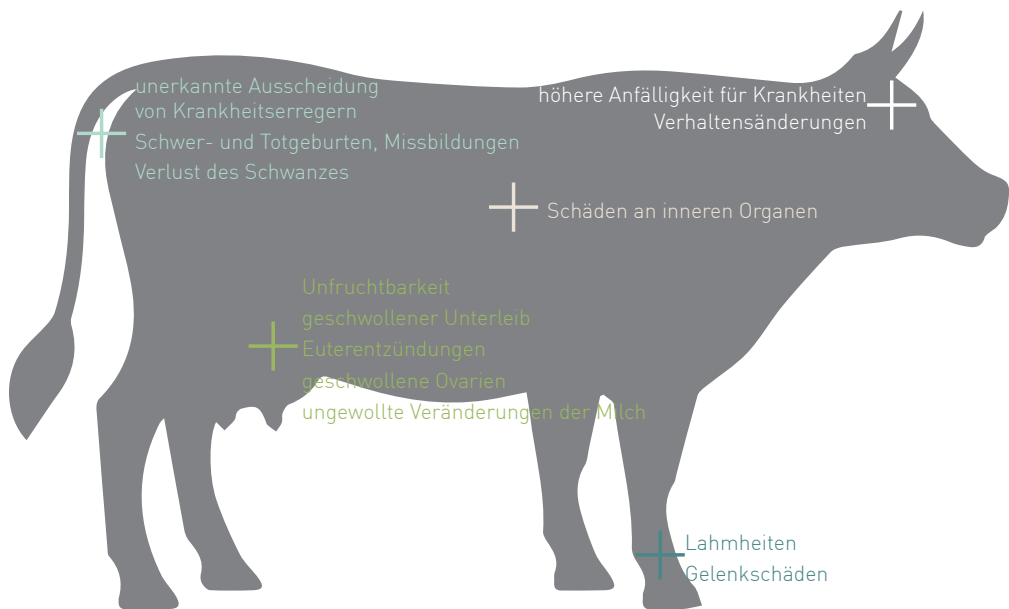 unerkannte Ausscheidung
von Krankheitserregern
Schwer- und Totgeburten, Missbildungen
Verlust des Schwanzes
höhere Anfälligkeit für Krankheiten
Verhaltensänderungen
Schäden an inneren Organen
Unfruchtbarkeit
geschwollener Unterleib
Euterentzündungen
geschwollene Ovarien
ungewollte Veränderungen der Milch
Lahmheiten
Gelenkschäden